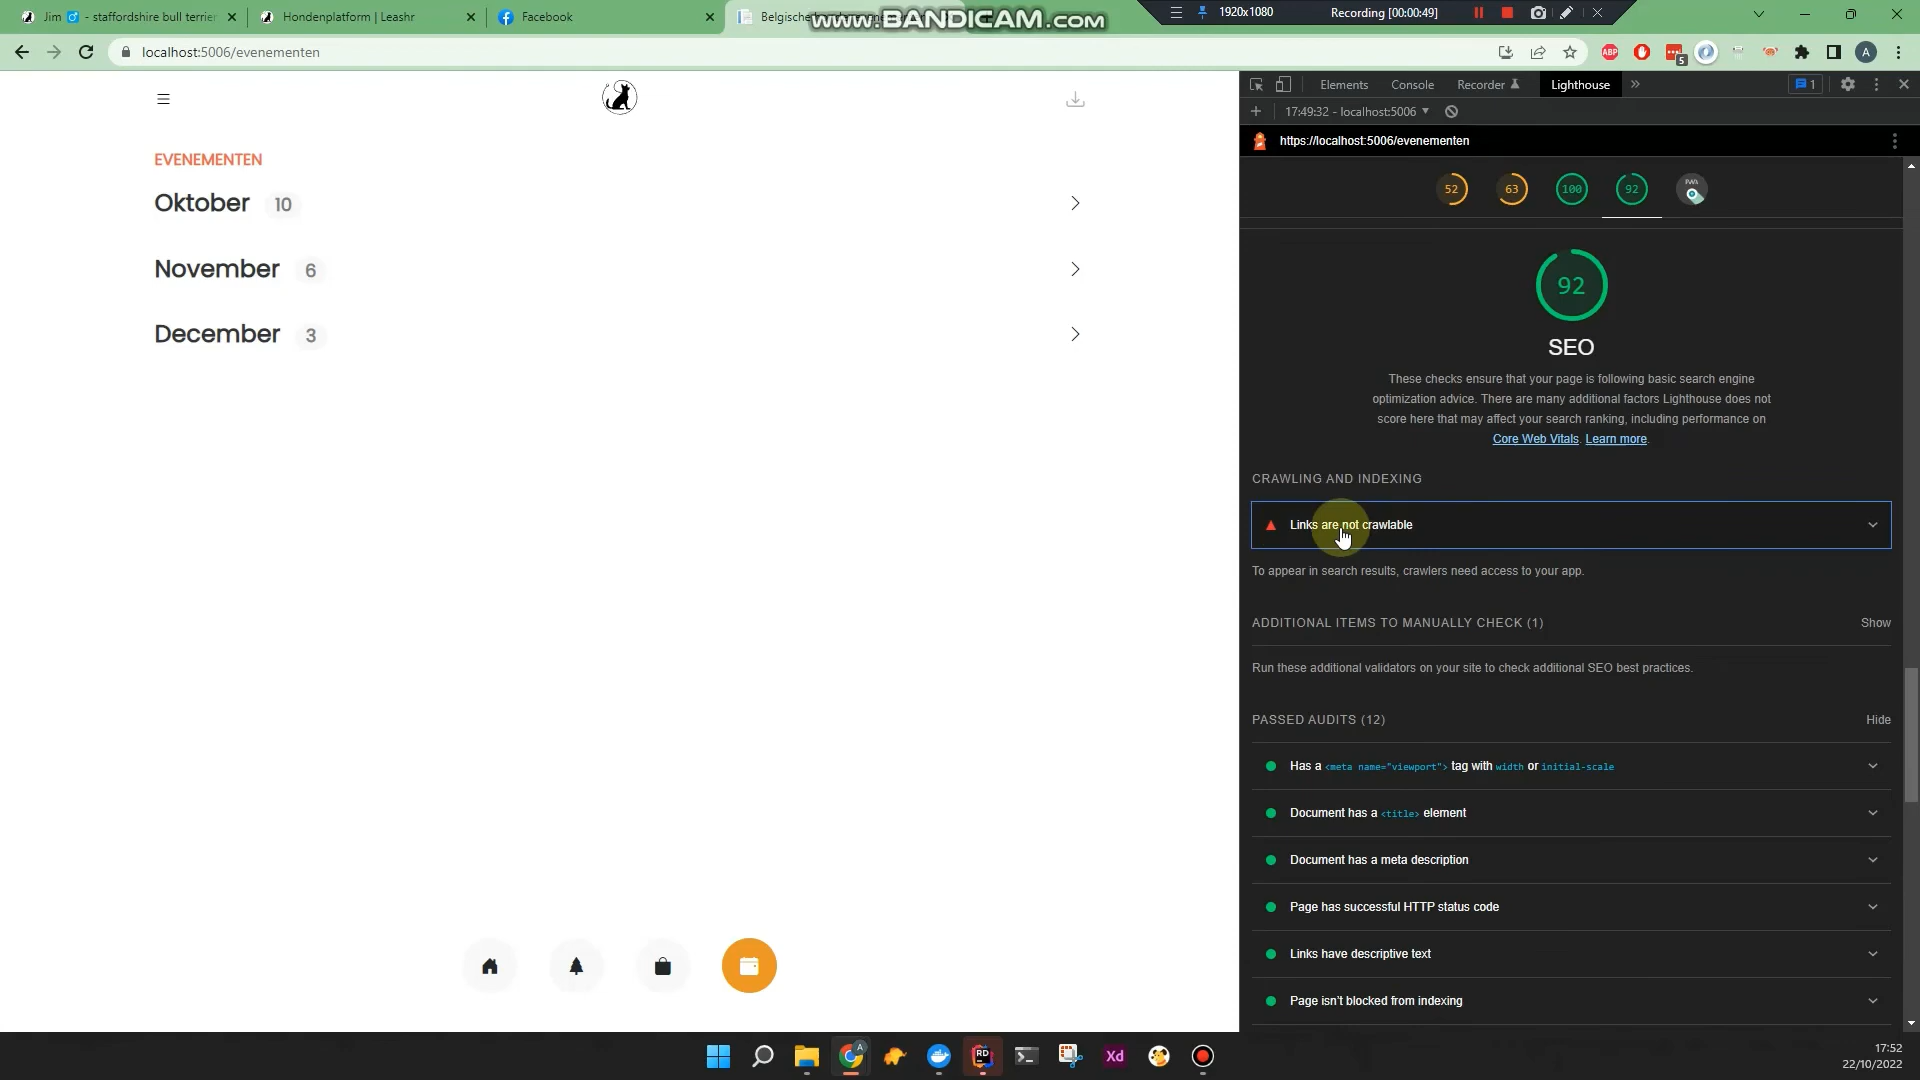 Jim ♂ - staffordshire bull terrier
Hondenplatform | Leashr
Facebook
Belgische
www.BANDICAM.com
1920x1080
Recording [00:00:49]
localhost:5006/evenementen
ABP
5
A
Elements
Console
Recorder
Lighthouse
1
17:49:32 - localhost:5006
https://localhost:5006/evenementen
EVENEMENTEN
Oktober 10
November 6
December 3
52
63
100
92
PWA
92
SEO
These checks ensure that your page is following basic search engine
optimization advice. There are many additional factors Lighthouse does not
score here that may affect your search ranking, including performance on
Core Web Vitals. Learn more.
CRAWLING AND INDEXING
Links are not crawlable
To appear in search results, crawlers need access to your app.
ADDITIONAL ITEMS TO MANUALLY CHECK (1)
Show
Run these additional validators on your site to check additional SEO best practices.
PASSED AUDITS (12)
Hide
Has a <meta name="viewport"> tag with width or initial-scale
Document has a <title> element
Document has a meta description
Page has successful HTTP status code
Links have descriptive text
Page isn't blocked from indexing
A
RD
Xd
17:52
22/10/2022